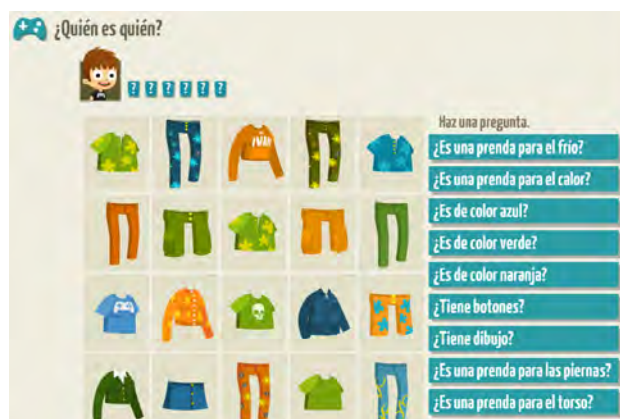 ¿Quién es quién?
? ? ? ? ? ?
Haz una pregunta.
¿Es una prenda para el frío?
¿Es una prenda para el calor?
¿Es de color azul?
¿Es de color verde?
¿Es de color naranja?
¿Tiene botones?
¿Tiene dibujo?
¿Es una prenda para las piernas?
¿Es una prenda para el torso?